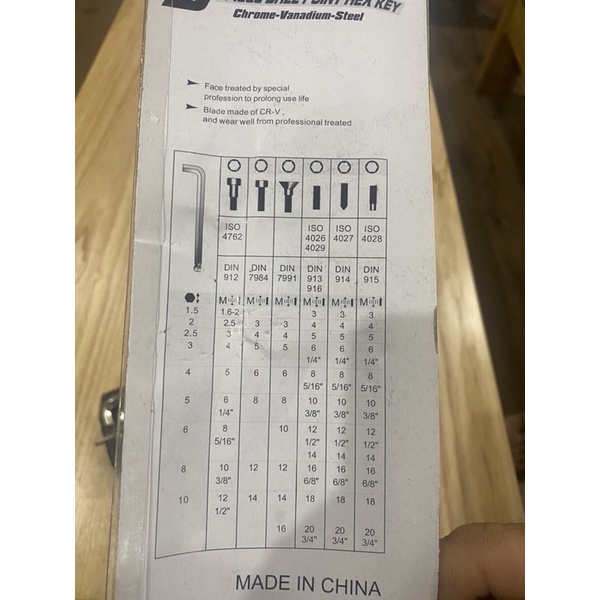 BALL POINT HEX KEY
Chrome-Vanadium-Steel
Face treated by special
profession to prolong use life
Blade made of CR-V ,
and wear well from professional treated
ISO 4762 ISO 4026 4029 ISO 4027 ISO 4028
DIN 912 DIN 7984 DIN 7991 DIN 913 916 DIN 914 DIN 915
M M M M M M
1.5 1.6-2 3 3 3
2 2.5 3 3 4 4 4
2.5 3 4 4 5 5 5
3 4 5 5 6 6 6
1/4" 1/4" 1/4"
4 5 6 6 8 8 8
5/16" 5/16" 5/16"
5 6 8 8 10 10 10
1/4" 3/8" 3/8" 3/8"
6 8 10 12 12 12
5/16" 1/2" 1/2" 1/2"
14 14 14
8 10 12 12 16 16 16
3/8" 6/8" 6/8" 6/8"
10 12 14 14 18 18 18
1/2"
16 20 20 20
3/4" 3/4" 3/4"
MADE IN CHINA